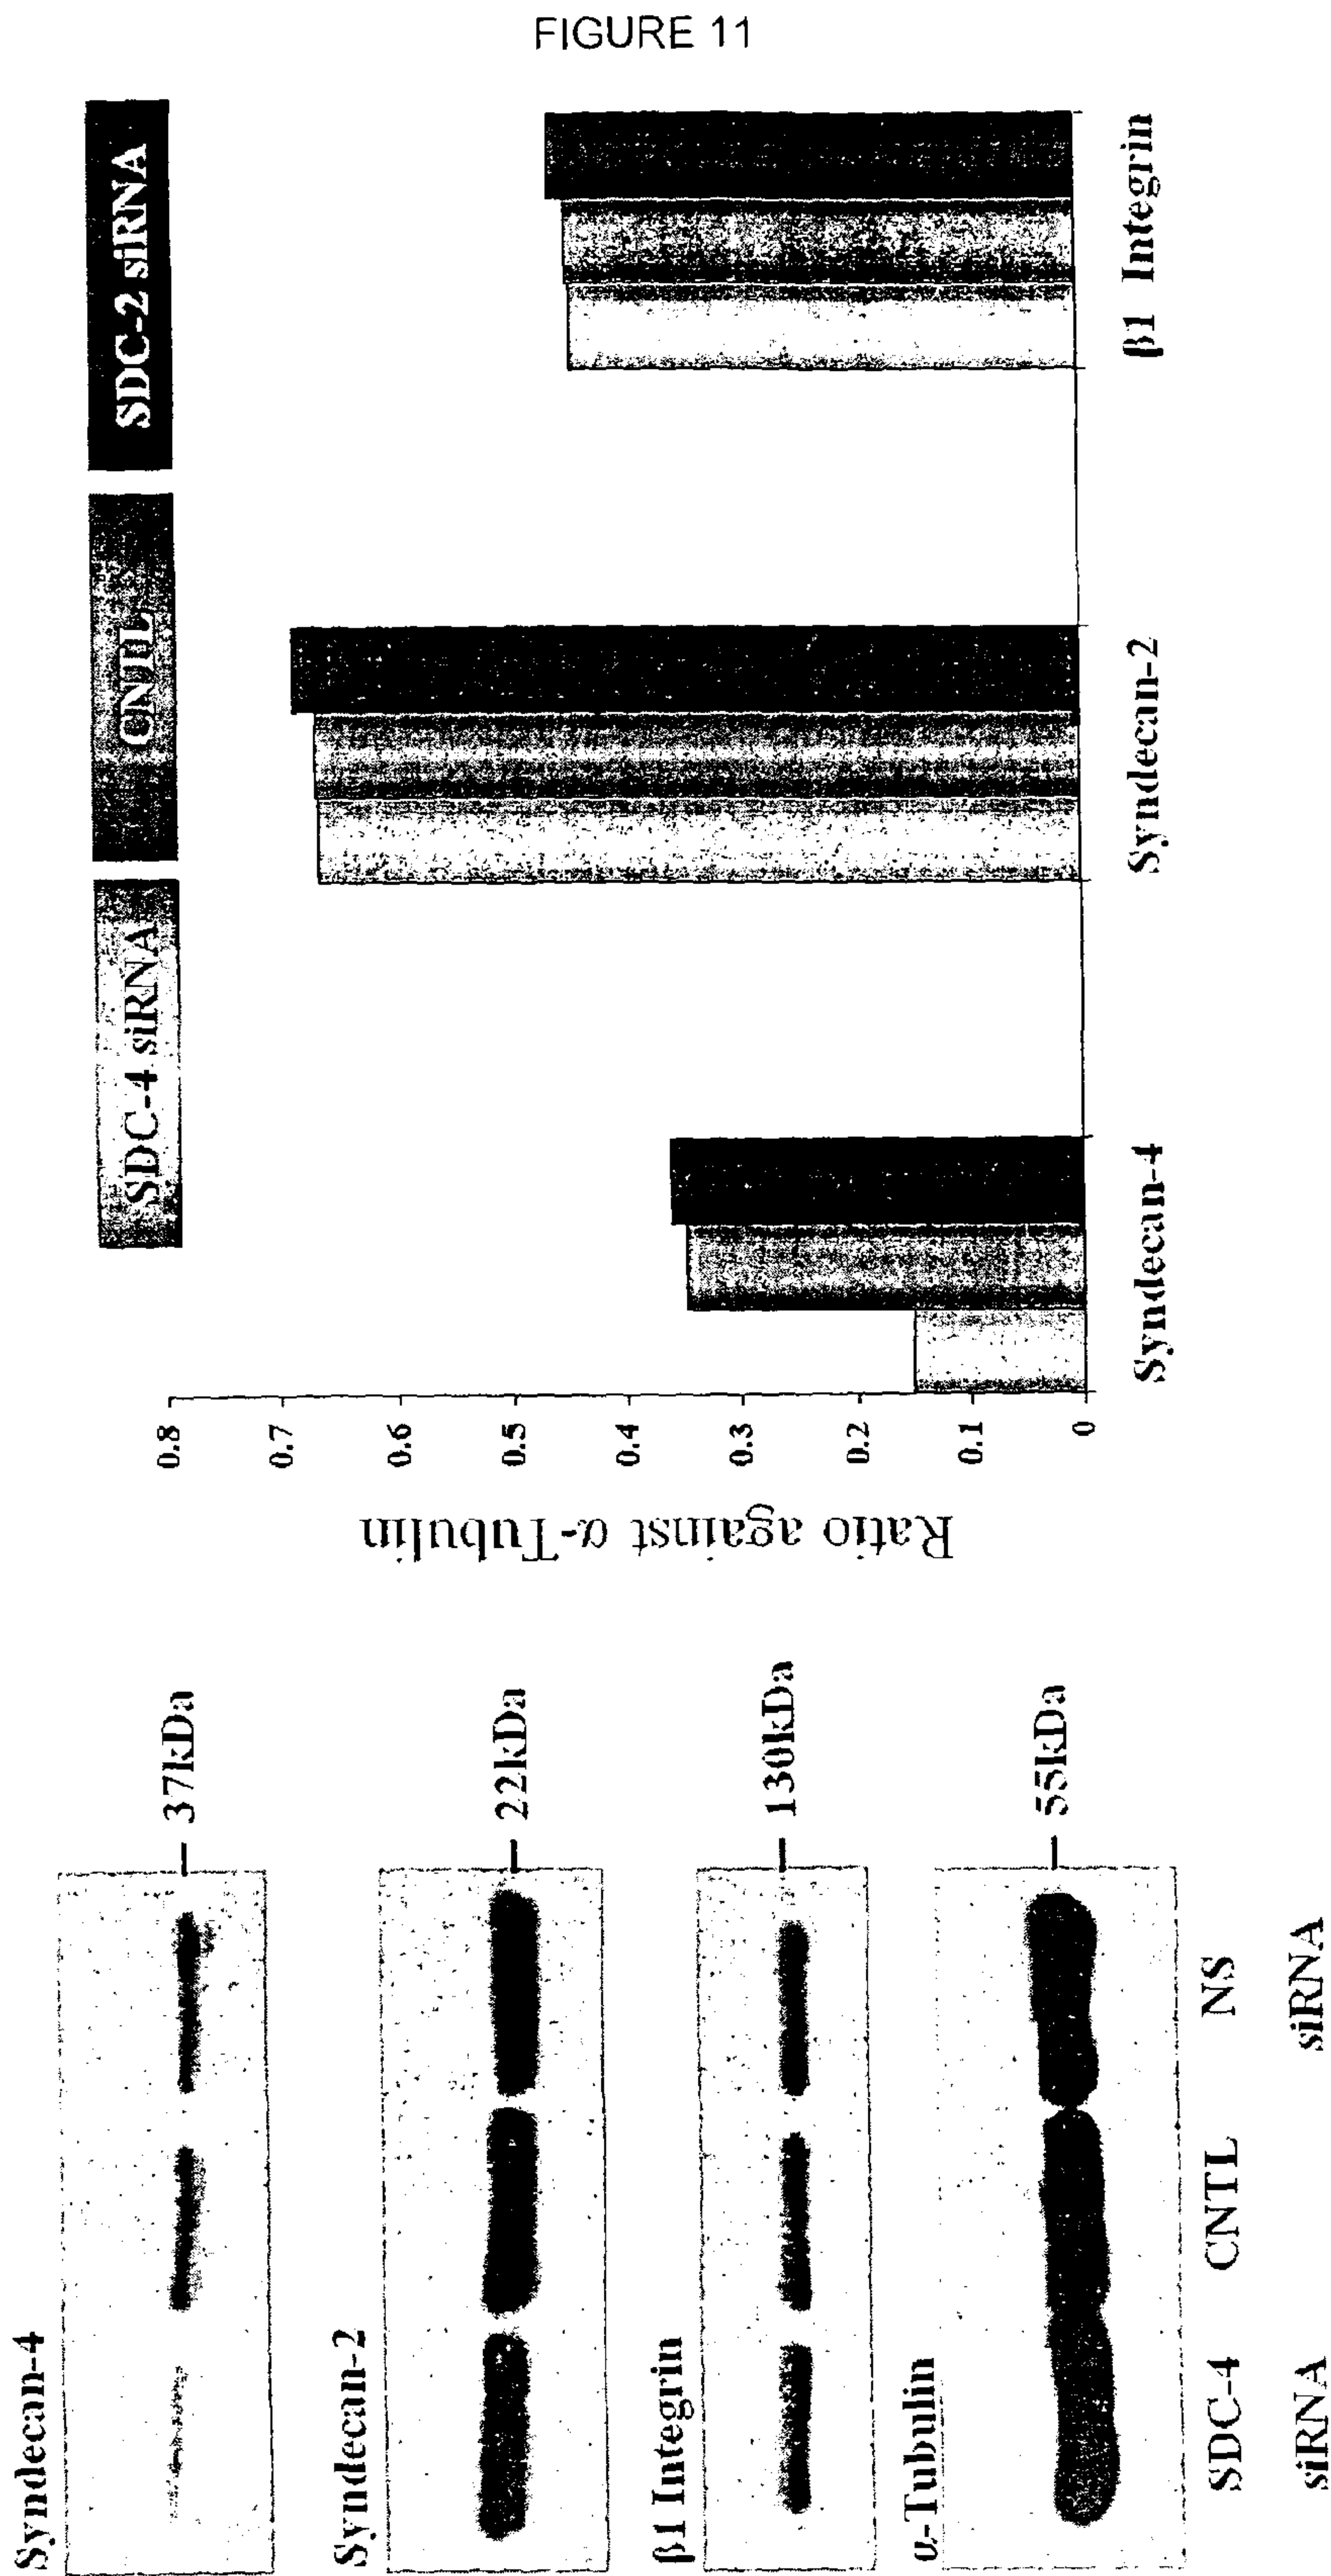 FIGURE 11
Syndecan-4
37kDa
Syndecan-2
22kDa
β1 Integrin
130kDa
α-Tubulin
55kDa
SDC-4 CNTL NS
siRNA siRNA
SDC-4 siRNA CNTL SDC-2 siRNA
Ratio against α-Tubulin
0.8
0.7
0.6
0.5
0.4
0.3
0.2
0.1
0
Syndecan-4 Syndecan-2 β1 Integrin